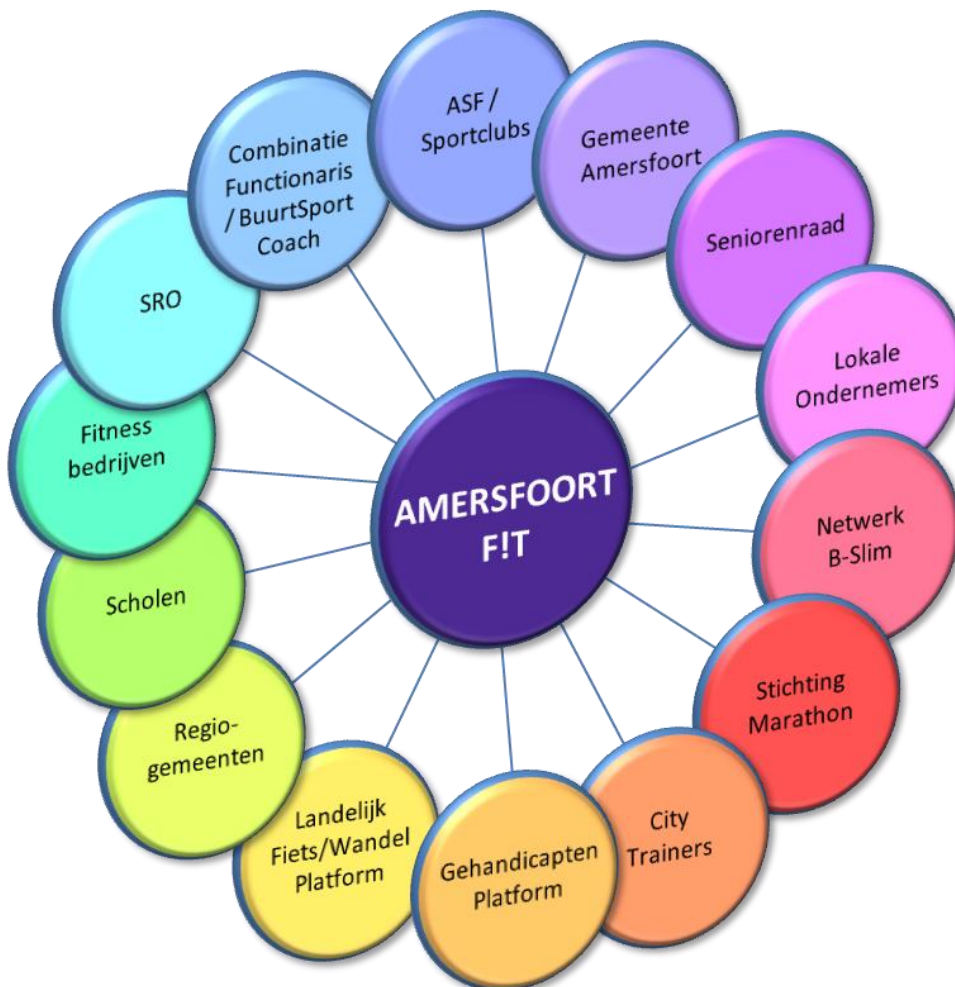 ASF /
Sportclubs
Gemeente
Amersfoort
Seniorenraad
Lokale
Ondernemers
Netwerk
B-Slim
Stichting
Marathon
City
Trainers
Gehandicapten
Platform
Landelijk
Fiets/Wandel
Platform
Regio-
gemeenten
Scholen
Fitness
bedrijven
SRO
Combinatie
Functionaris
/ BuurtSport
Coach
AMERSFOORT
F!T